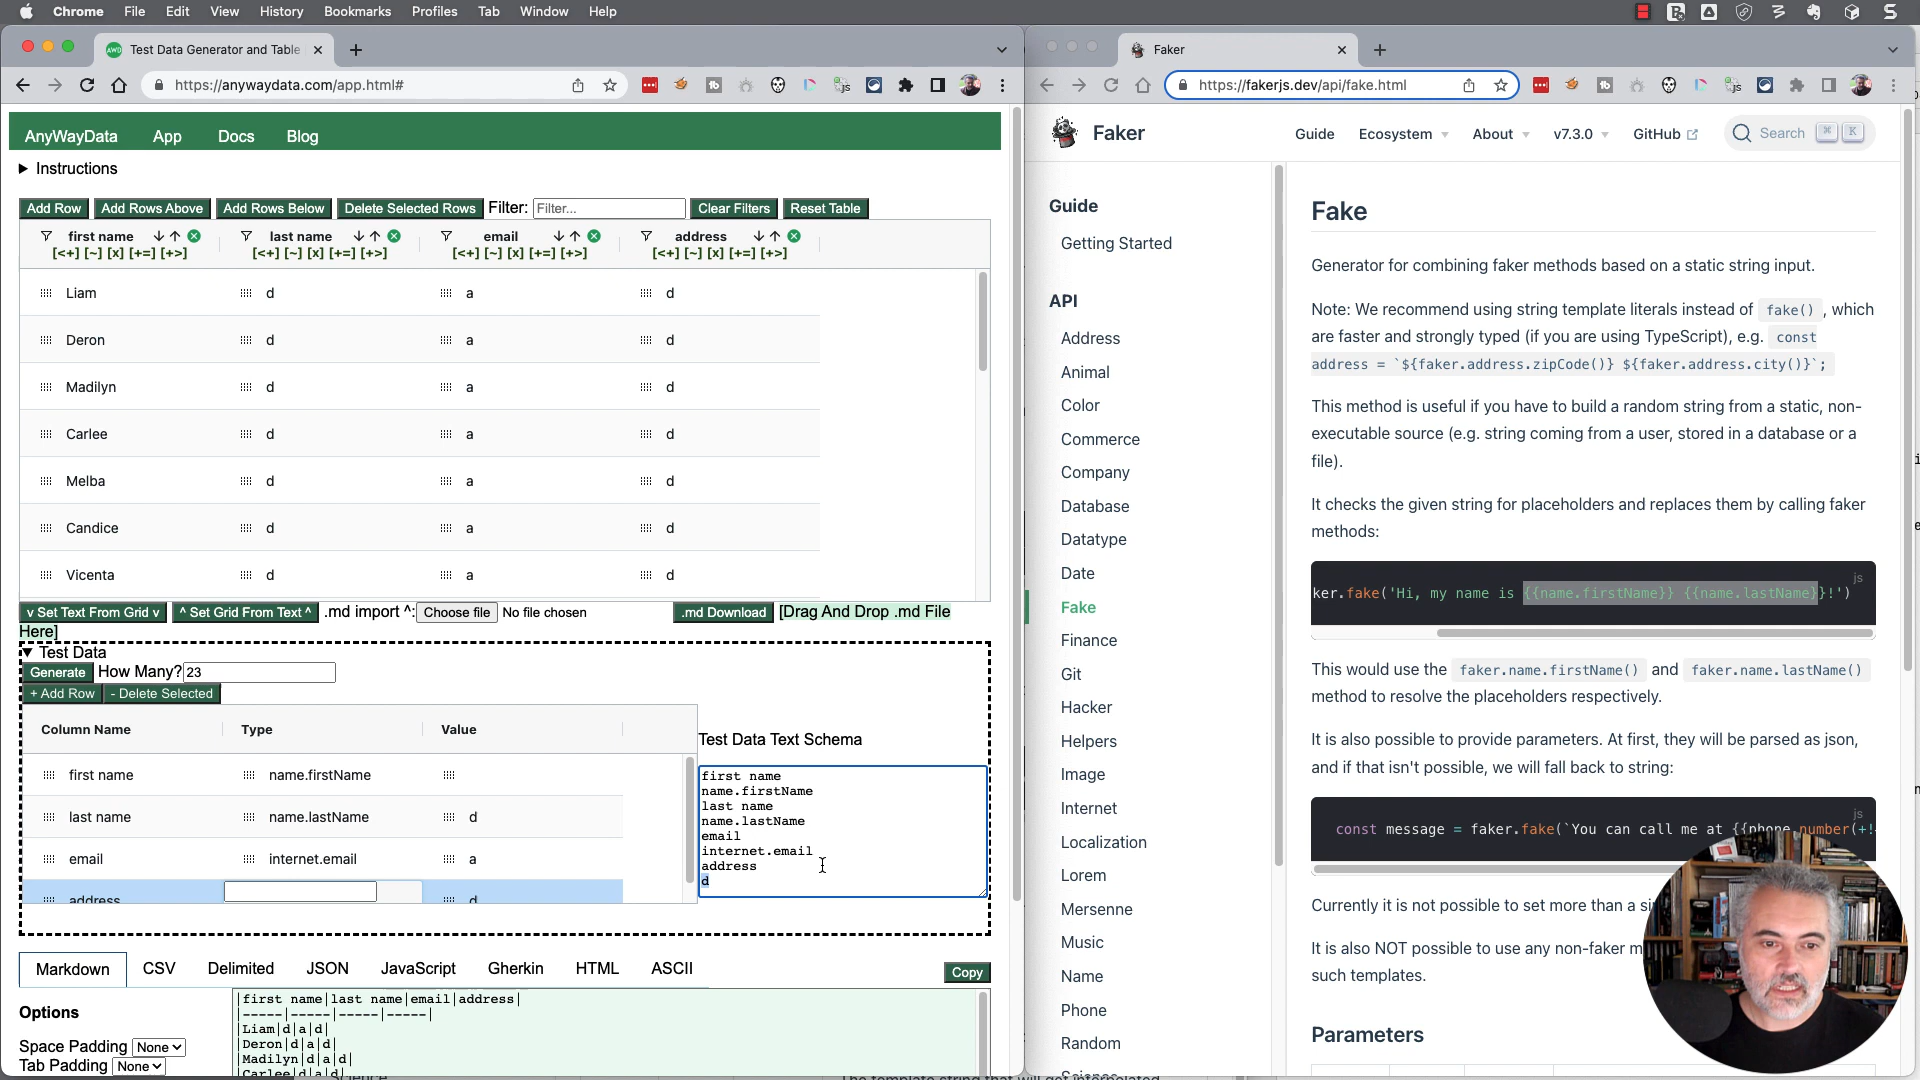 Chrome File Edit View History Bookmarks Profiles Tab Window Help
Test Data Generator and Table
https://anywaydata.com/app.html#
AnyWayData App Docs Blog
Instructions
Add Row Add Rows Above Add Rows Below Delete Selected Rows Filter: Filter... Clear Filters Reset Table
first name last name email address
[<+] [~] [x] [+=] [+>] [<+] [~] [x] [+=] [+>] [<+] [~] [x] [+=] [+>] [<+] [~] [x] [+=] [+>]
Liam d a d
Deron d a d
Madilyn d a d
Carlee d a d
Melba d a d
Candice d a d
Vicenta d a d
v Set Text From Grid v ^ Set Grid From Text ^ .md import ^: Choose file No file chosen .md Download [Drag And Drop .md File
Here]
Test Data
Generate How Many? 23
+ Add Row - Delete Selected
Column Name Type Value
first name name.firstName
last name name.lastName d
email internet.email a
address d
Test Data Text Schema
first name
name.firstName
last name
name.lastName
email
internet.email
address
d
Markdown CSV Delimited JSON JavaScript Gherkin HTML ASCII
Copy
Options
Space Padding None
Tab Padding None
|first name|last name|email|address|
|-----|-----|-----|-----|
|Liam|d|a|d|
|Deron|d|a|d|
|Madilyn|d|a|d|
|Carlee|d|a|d|
Faker
https://fakerjs.dev/api/fake.html
Faker
Guide Ecosystem About v7.3.0 GitHub Search ⌘ K
Guide
Getting Started
API
Address
Animal
Color
Commerce
Company
Database
Datatype
Date
Fake
Finance
Git
Hacker
Helpers
Image
Internet
Localization
Lorem
Mersenne
Music
Name
Phone
Random
Fake
Generator for combining faker methods based on a static string input.
Note: We recommend using string template literals instead of fake() , which
are faster and strongly typed (if you are using TypeScript), e.g. const
address = `${faker.address.zipCode()} ${faker.address.city()}`;
This method is useful if you have to build a random string from a static, non-
executable source (e.g. string coming from a user, stored in a database or a
file).
It checks the given string for placeholders and replaces them by calling faker
methods:
js
ker.fake('Hi, my name is {{name.firstName}} {{name.lastName}}!')
This would use the faker.name.firstName() and faker.name.lastName()
method to resolve the placeholders respectively.
It is also possible to provide parameters. At first, they will be parsed as json,
and if that isn't possible, we will fall back to string:
js
const message = faker.fake(`You can call me at {{phone.number(+!
Currently it is not possible to set more than a si
It is also NOT possible to use any non-faker m
such templates.
Parameters